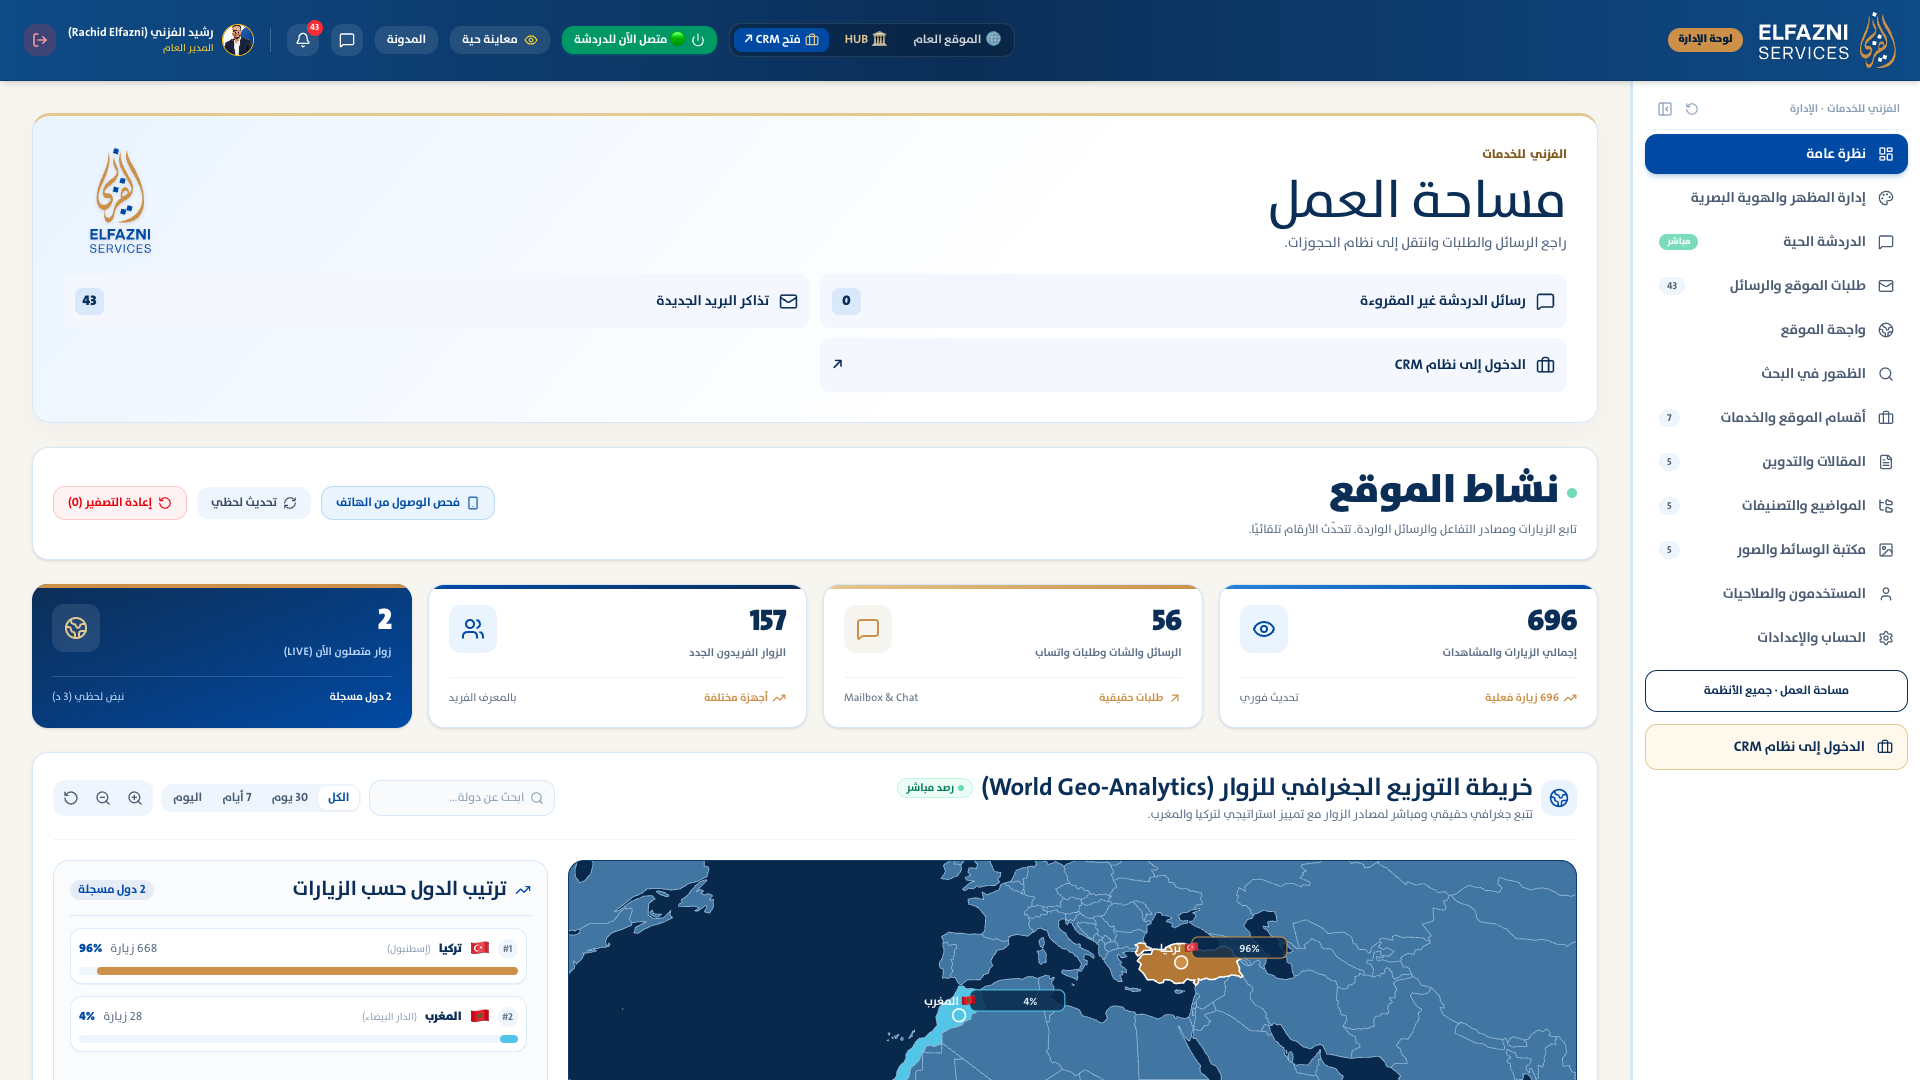 ELFAZNI
SERVICES
لوحة الإدارة
الموقع العام
HUB
فتح CRM
متصل الآن للدردشة
معاينة حية
المدونة
43
رشيد الفزني (Rachid Elfazni)
المدير العام
الفزني للخدمات · الإدارة
نظرة عامة
إدارة المظهر والهوية البصرية
الدردشة الحية
مباشر
طلبات الموقع والرسائل
43
واجهة الموقع
الظهور في البحث
أقسام الموقع والخدمات
7
المقالات والتدوين
5
المواضيع والتصنيفات
5
مكتبة الوسائط والصور
5
المستخدمون والصلاحيات
الحساب والإعدادات
مساحة العمل · جميع الأنظمة
الدخول إلى نظام CRM
الفزني للخدمات
مساحة العمل
راجع الرسائل والطلبات وانتقل إلى نظام الحجوزات.
ELFAZNI
SERVICES
رسائل الدردشة غير المقروءة
0
تذاكر البريد الجديدة
43
الدخول إلى نظام CRM
نشاط الموقع
تابع الزيارات ومصادر التفاعل والرسائل الواردة. تتحدّث الأرقام تلقائيًا.
فحص الوصول من الهاتف
تحديث لحظي
إعادة التصفير (0)
696
إجمالي الزيارات والمشاهدات
696 زيارة فعلية
تحديث فوري
56
الرسائل والشات وطلبات واتساب
طلبات حقيقية
Mailbox & Chat
157
الزوار الفريدون الجدد
أجهزة مختلفة
بالمعرف الفريد
2
زوار متصلون الآن (LIVE)
2 دول مسجلة
نبض لحظي (3 د)
خريطة التوزيع الجغرافي للزوار (World Geo-Analytics)
رصد مباشر
تتبع جغرافي حقيقي ومباشر لمصادر الزوار مع تمييز استراتيجي لتركيا والمغرب.
ابحث عن دولة...
الكل
30 يوم
7 أيام
اليوم
تركيا
96%
المغرب
4%
ترتيب الدول حسب الزيارات
2 دول مسجلة
#1
تركيا
(إسطنبول)
668 زيارة
96%
#2
المغرب
(الدار البيضاء)
28 زيارة
4%